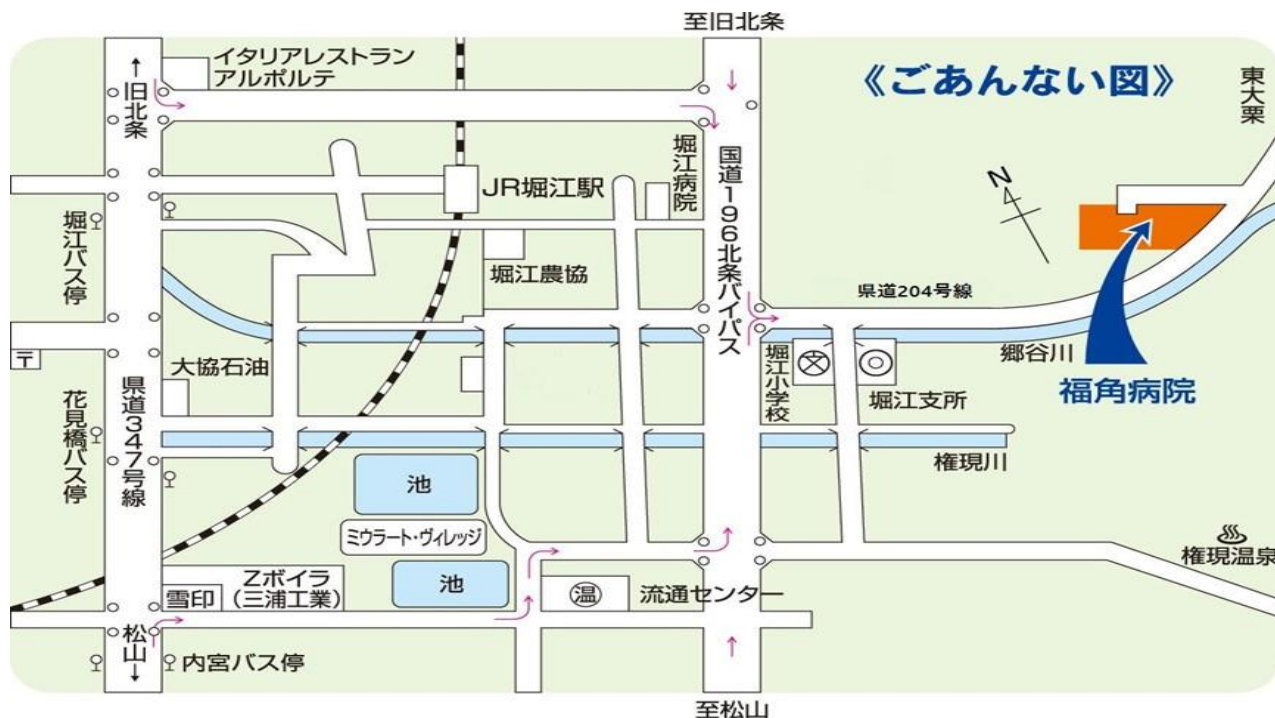 至旧北条
イタリアレストラン
アルポルテ
《ごあんない図》
東大栗
↑旧北条
堀江病院
国道196北条バイパス
JR堀江駅
N
堀江バス停
堀江農協
県道204号線
〒
大協石油
堀江小学校
郷谷川
堀江支所
福角病院
花見橋バス停
県道347号線
権現川
池
ミウラート・ヴィレッジ
権現温泉
Zボイラ
(三浦工業)
雪印
池
温
流通センター
松山↓
内宮バス停
至松山